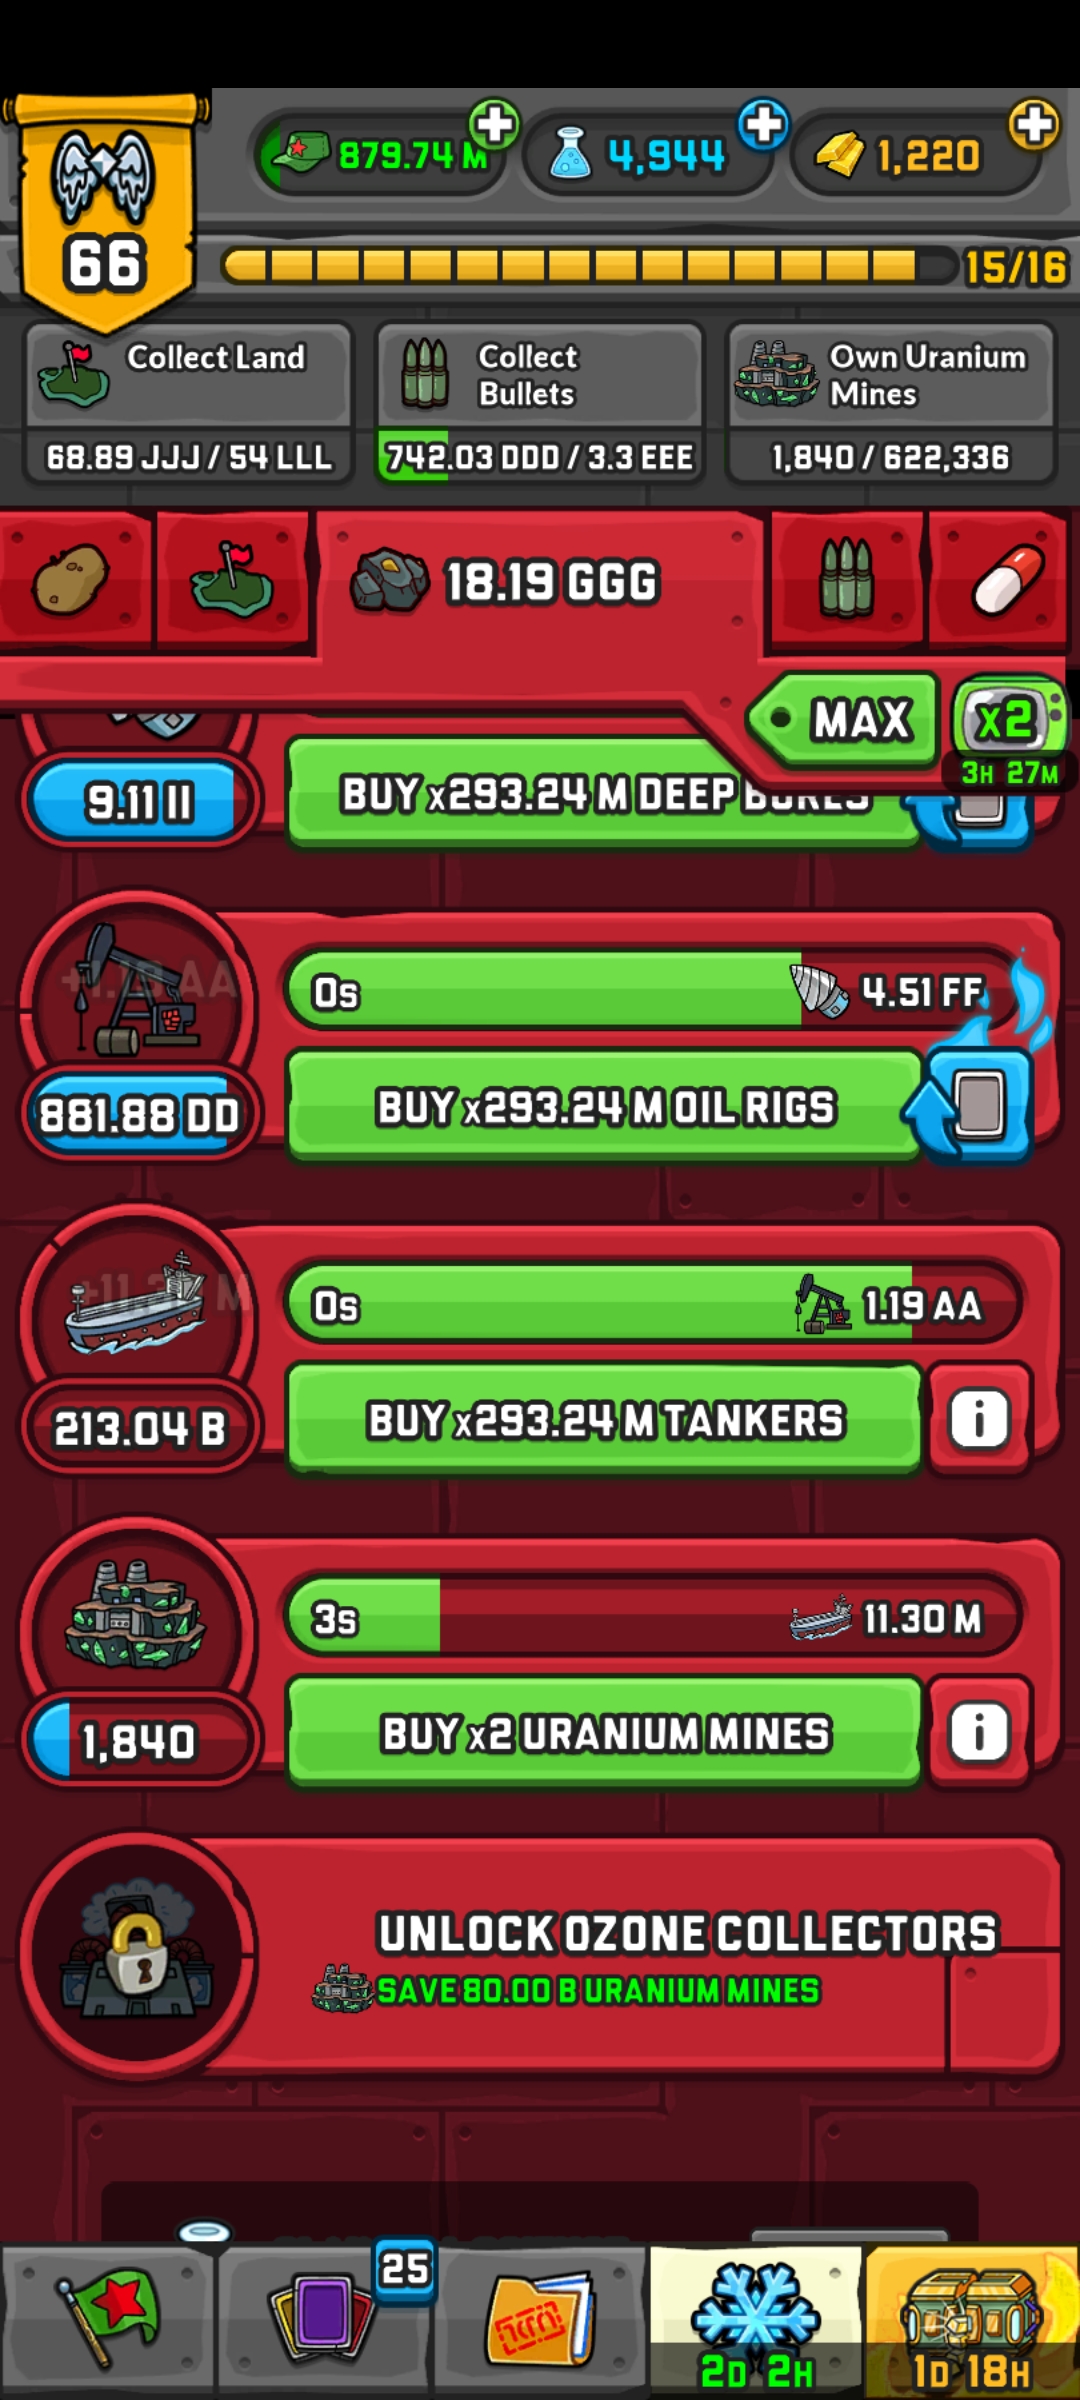 879.74 M
4,944
1,220
66
15/16
Collect Land
Collect
Bullets
Own Uranium
Mines
68.89 JJJ / 54 LLL
742.03 DDD / 3.3 EEE
1,840 / 622,336
18.19 GGG
MAX
x2
3H 27M
9.11 II
BUY x293.24 M DEEP BORES
+1.19 AA
0s
4.51 FF
881.88 DD
BUY x293.24 M OIL RIGS
0s
1.19 AA
213.04 B
BUY x293.24 M TANKERS
3s
11.30 M
1,840
BUY x2 URANIUM MINES
UNLOCK OZONE COLLECTORS
SAVE 80.00 B URANIUM MINES
25
2D 2H
1D 18H